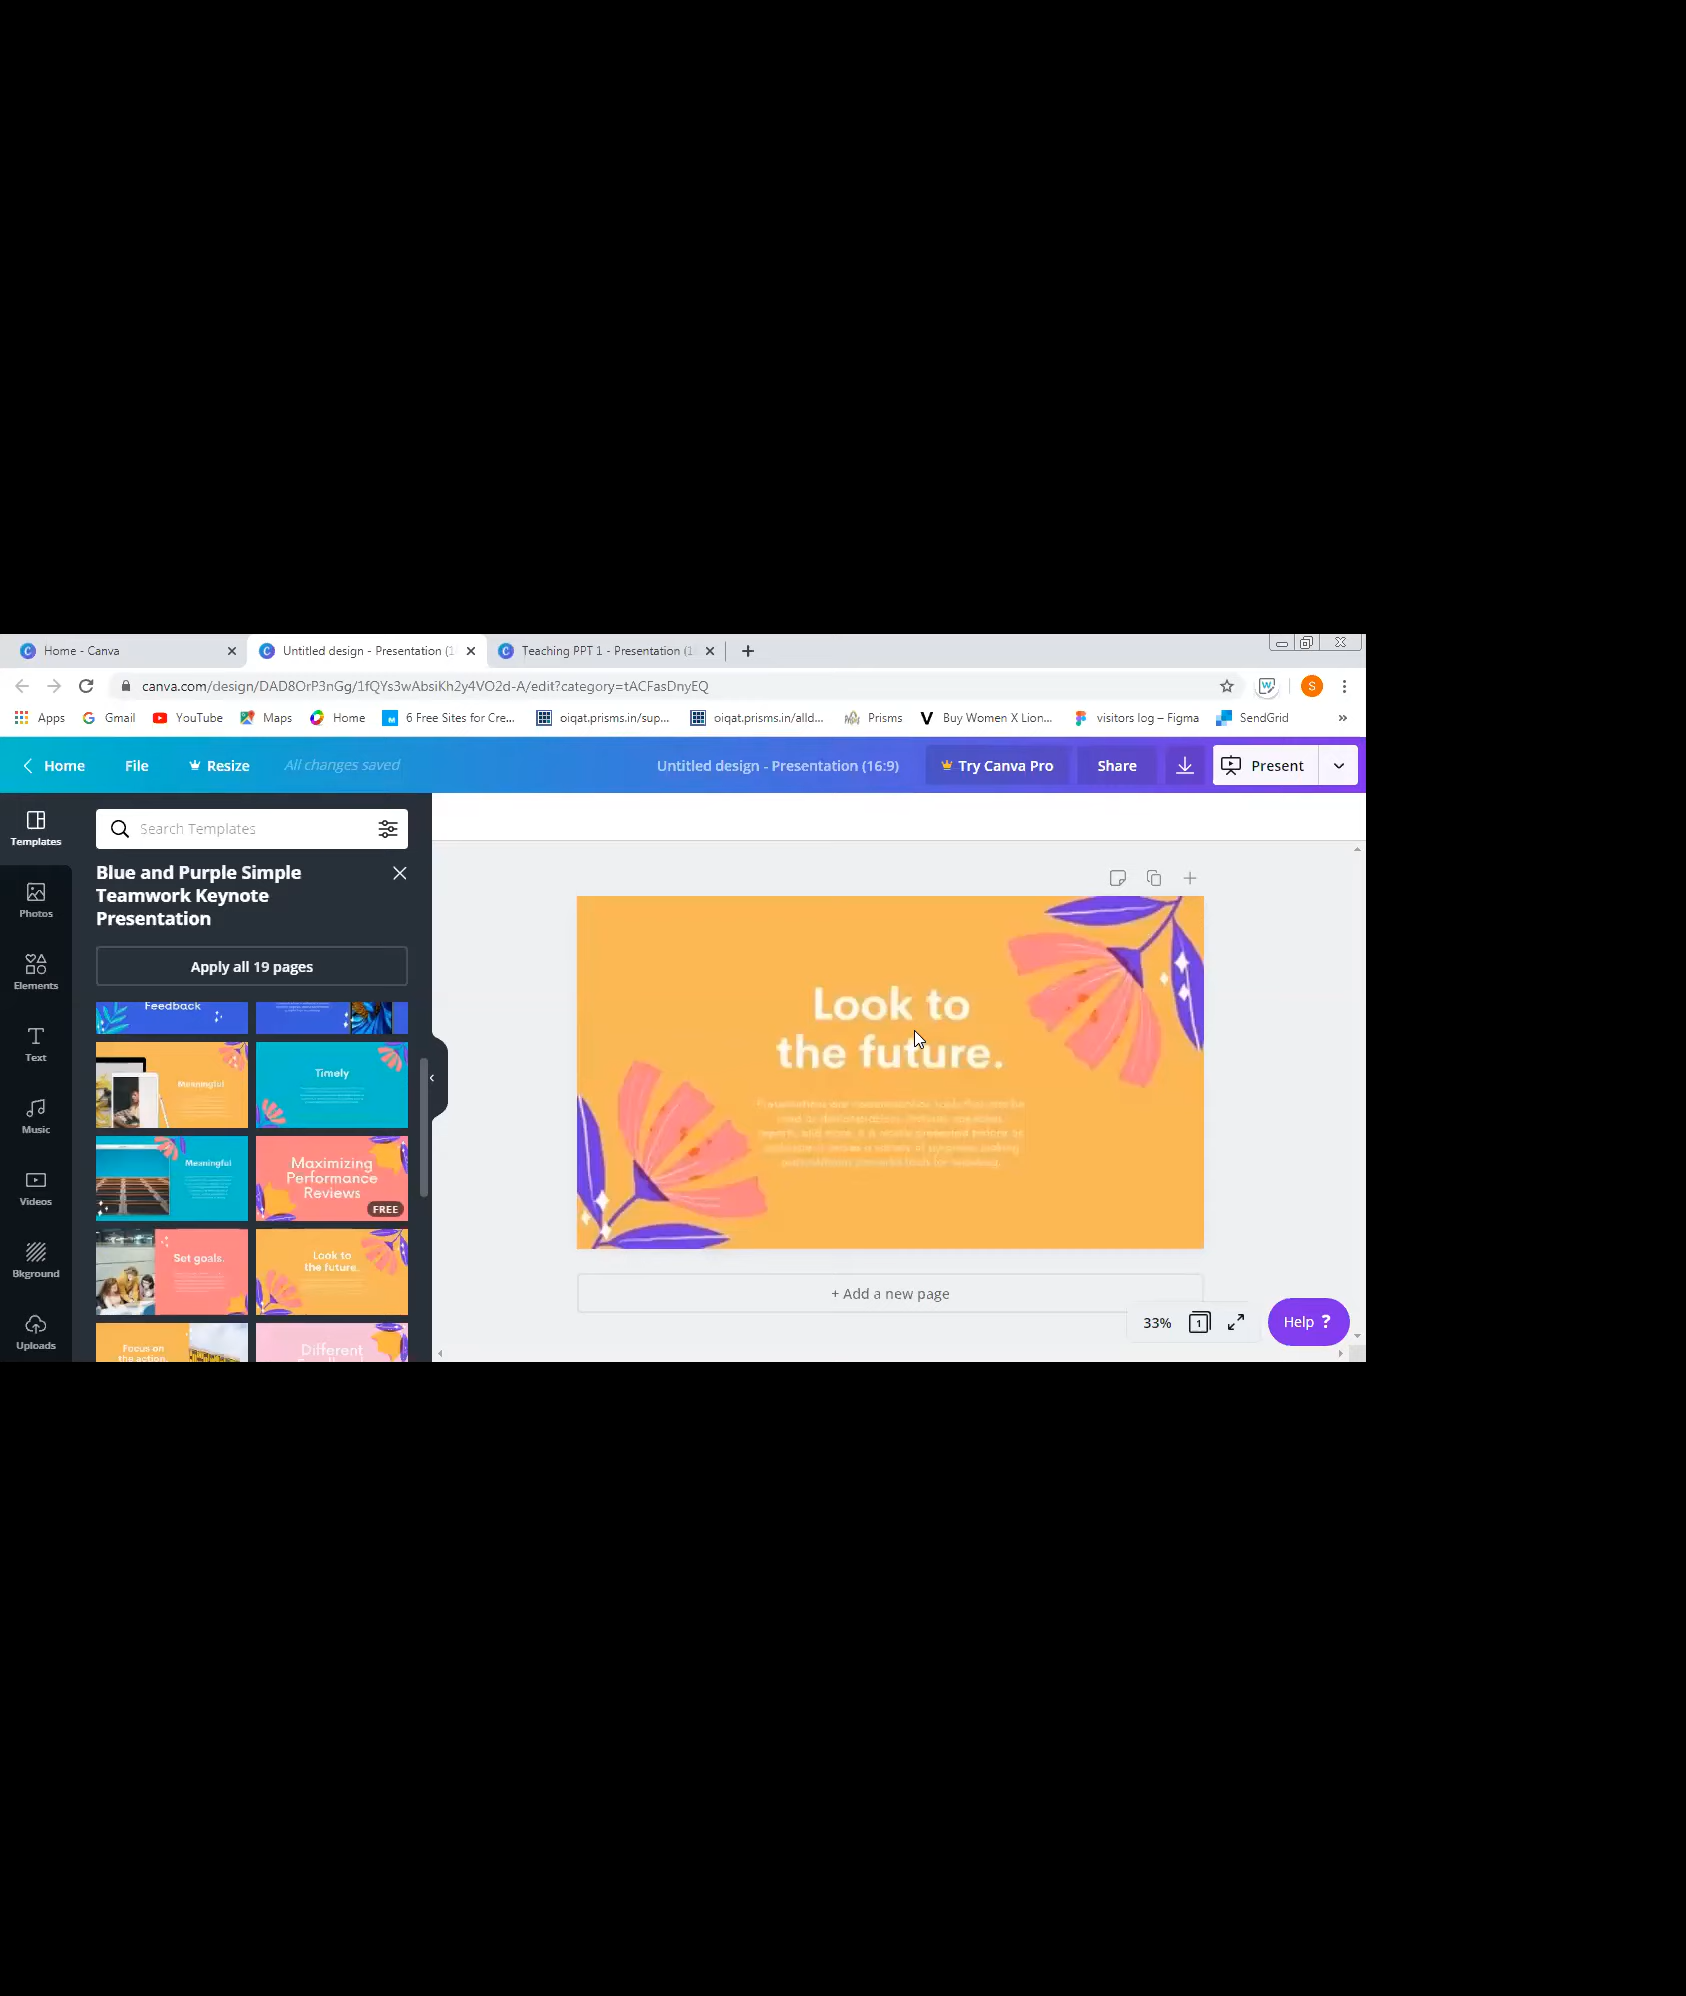 Home - Canva
Untitled design - Presentation (1
Teaching PPT 1 - Presentation (1
canva.com/design/DAD8OrP3nGg/1fQYs3wAbsiKh2y4VO2d-A/edit?category=tACFasDnyEQ
S
Apps
Gmail
YouTube
Maps
Home
6 Free Sites for Cre...
oiqat.prisms.in/sup...
oiqat.prisms.in/alld...
Prisms
Buy Women X Lion...
visitors log – Figma
SendGrid
»
Home
File
Resize
All changes saved
Untitled design - Presentation (16:9)
Try Canva Pro
Share
Present
Templates
Photos
Elements
Text
Music
Videos
Bkground
Uploads
Search Templates
Blue and Purple Simple
Teamwork Keynote
Presentation
Apply all 19 pages
Feedback
Meaningful
Timely
Meaningful
Maximizing
Performance
Reviews
FREE
Set goals.
Look to
the future.
Focus on
the action
Different
Look to
the future.
+ Add a new page
33%
1
Help ?